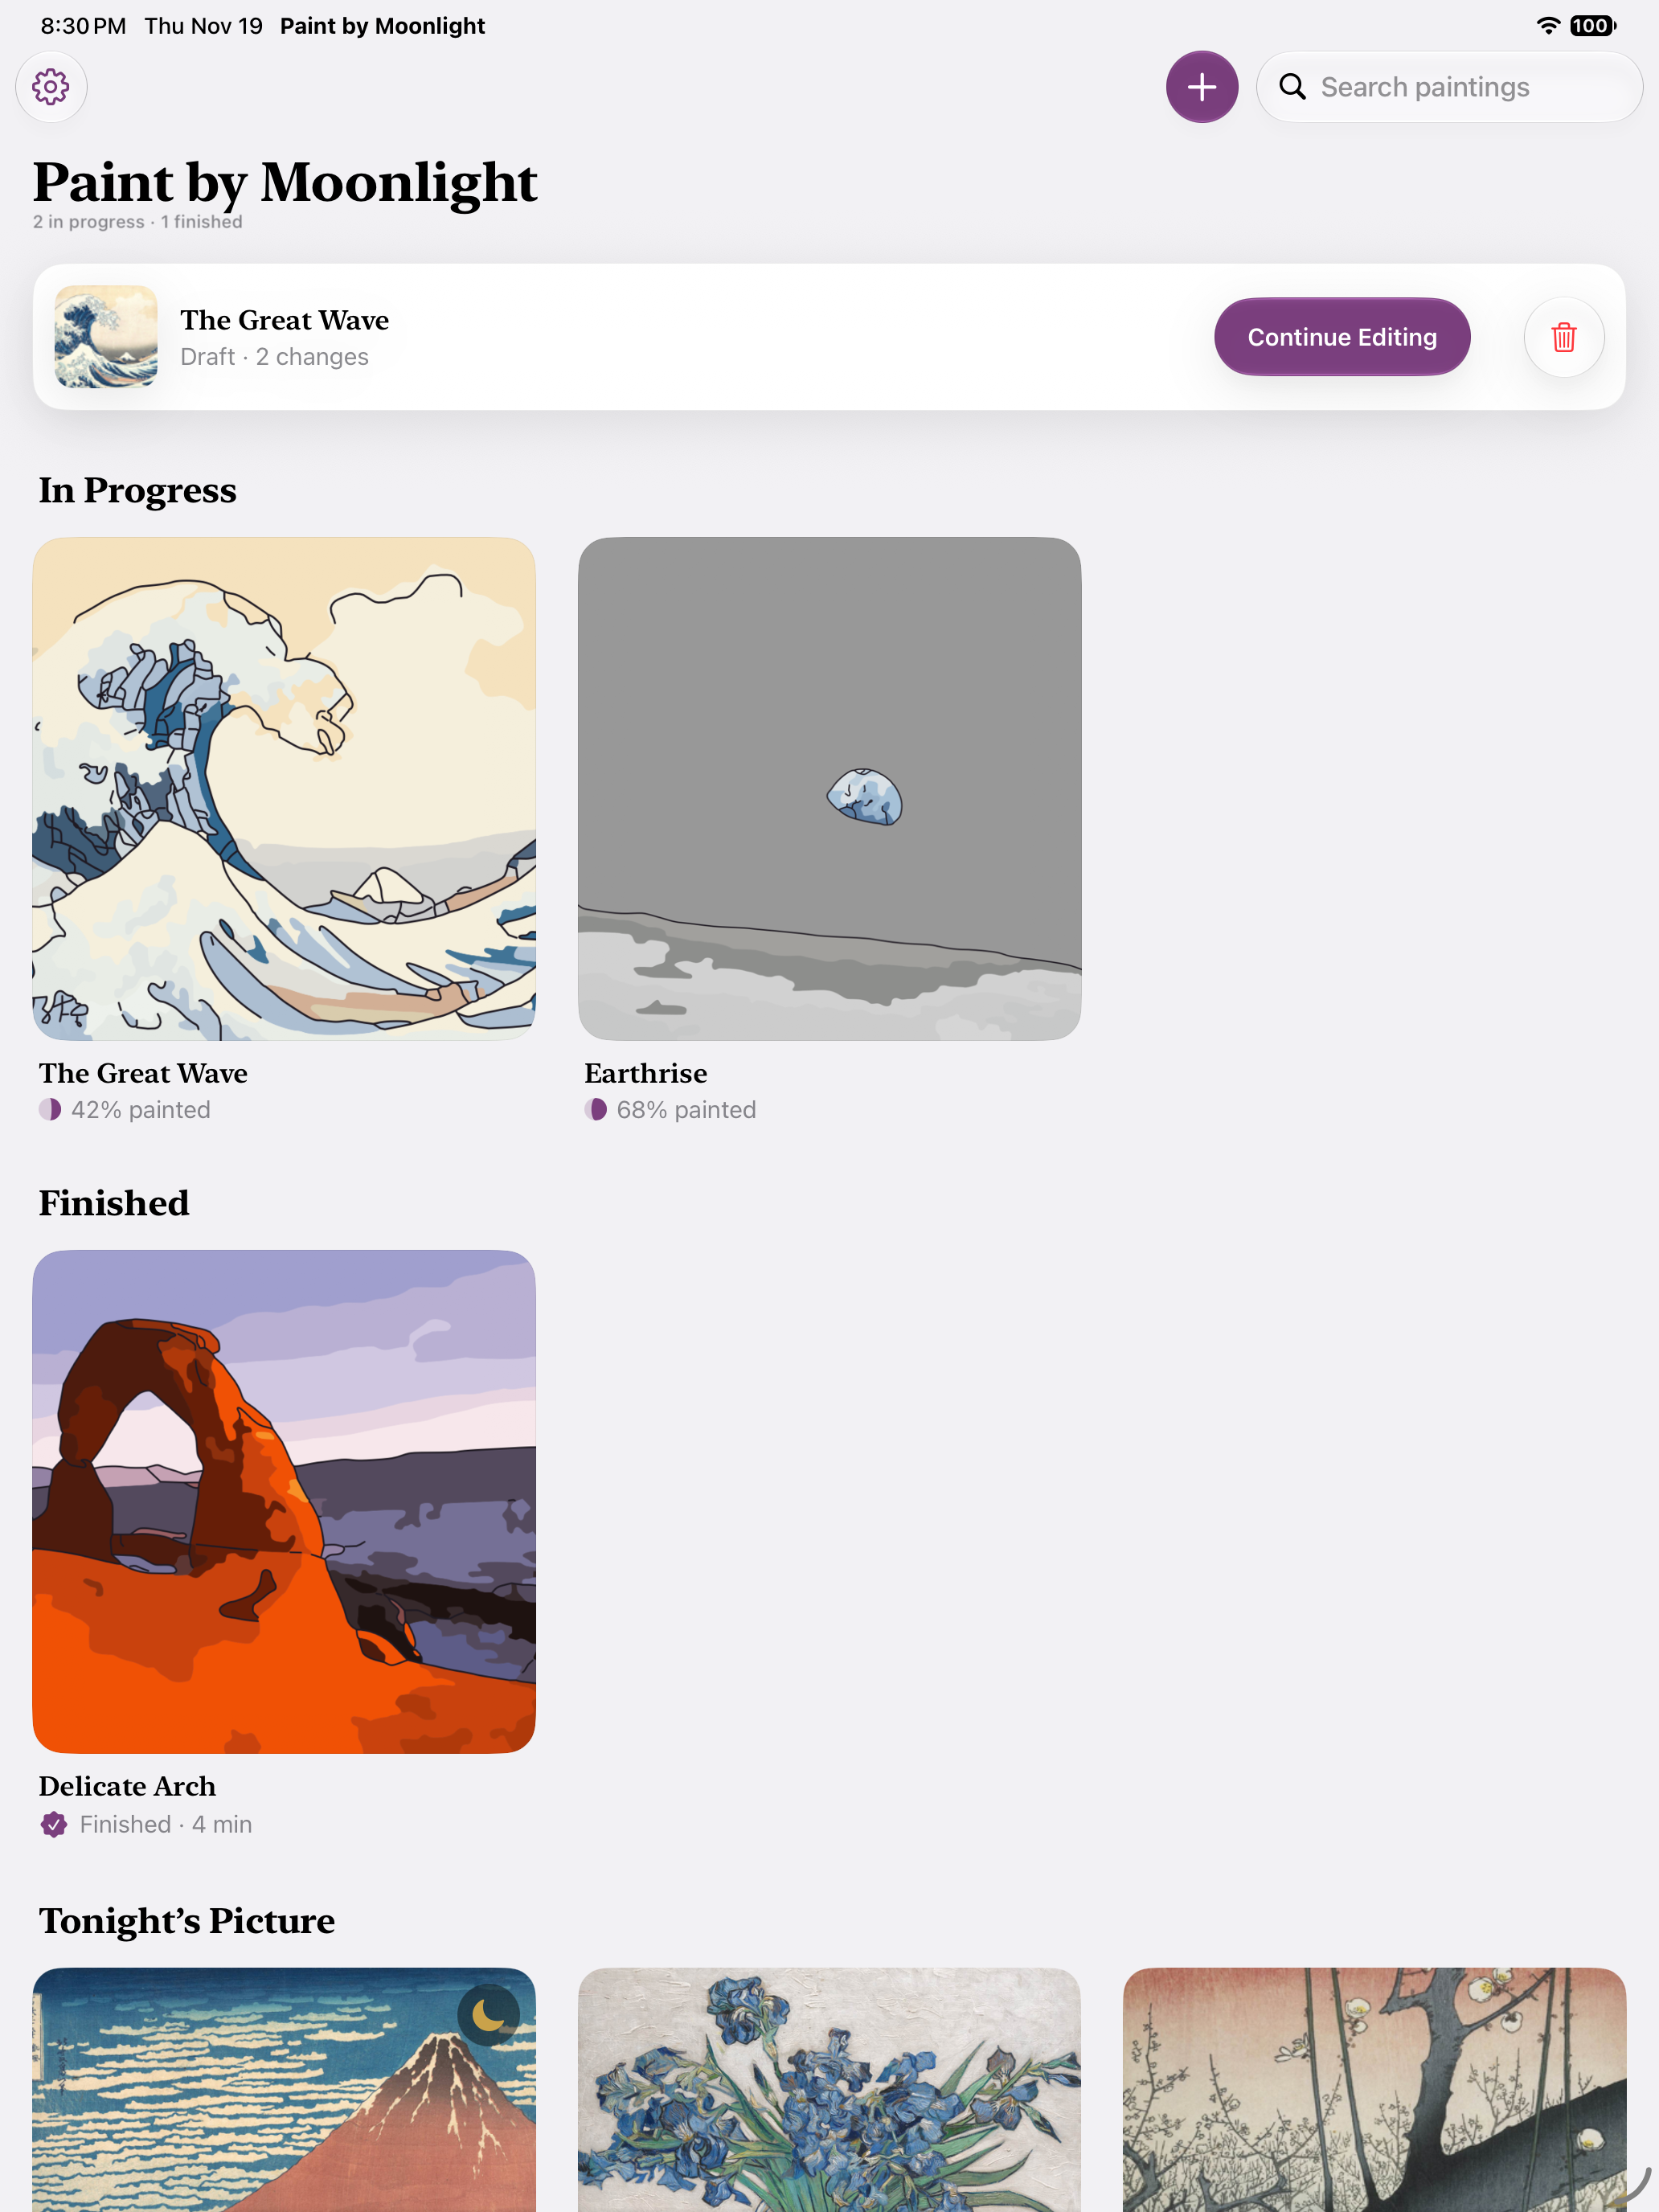 8:30 PM Thu Nov 19 Paint by Moonlight
100
Search paintings
Paint by Moonlight
2 in progress · 1 finished
The Great Wave
Draft · 2 changes
Continue Editing
In Progress
The Great Wave
42% painted
Earthrise
68% painted
Finished
Delicate Arch
Finished · 4 min
Tonight’s Picture